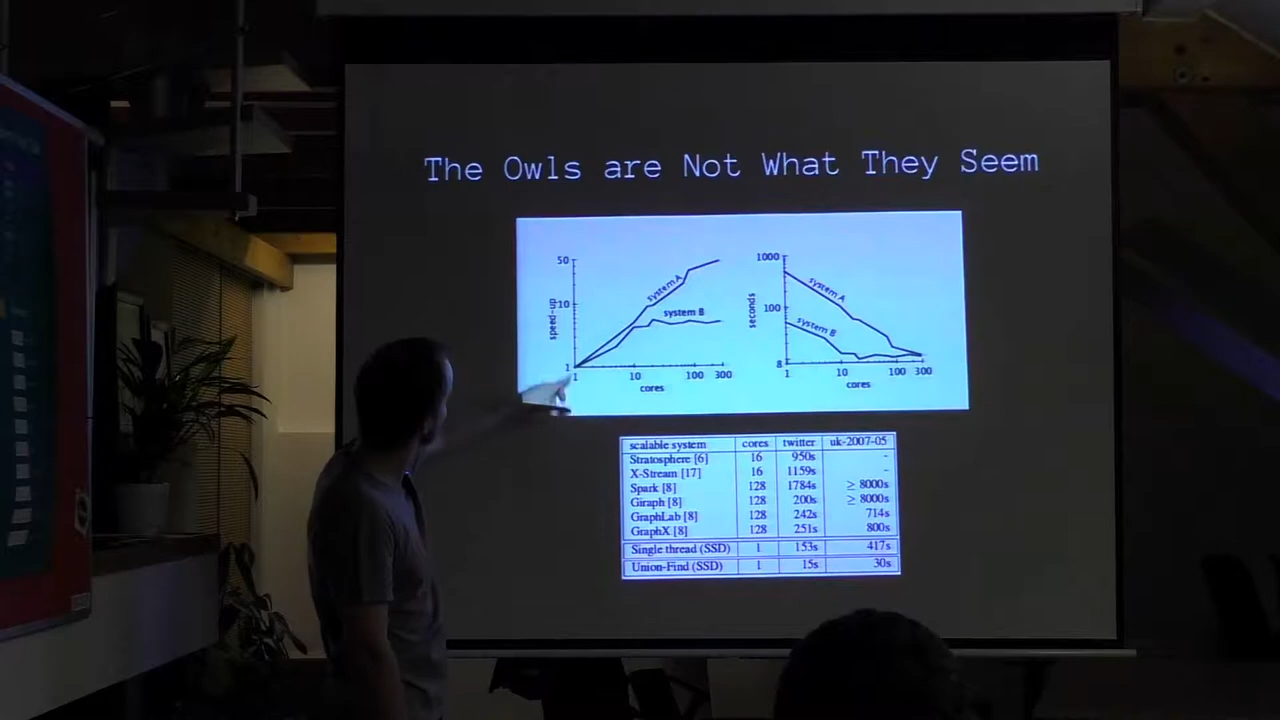 The Owls are Not What They Seem
50
10
1
speed-up
system A
system B
1 10 100 300
cores
1000
100
8
seconds
system A
system B
1 10 100 300
cores
scalable system cores twitter uk-2007-05
Stratosphere [6] 16 950s -
X-Stream [17] 16 1159s -
Spark [8] 128 1784s ≥ 8000s
Giraph [8] 128 200s ≥ 8000s
GraphLab [8] 128 242s 714s
GraphX [8] 128 251s 800s
Single thread (SSD) 1 153s 417s
Union-Find (SSD) 1 15s 30s